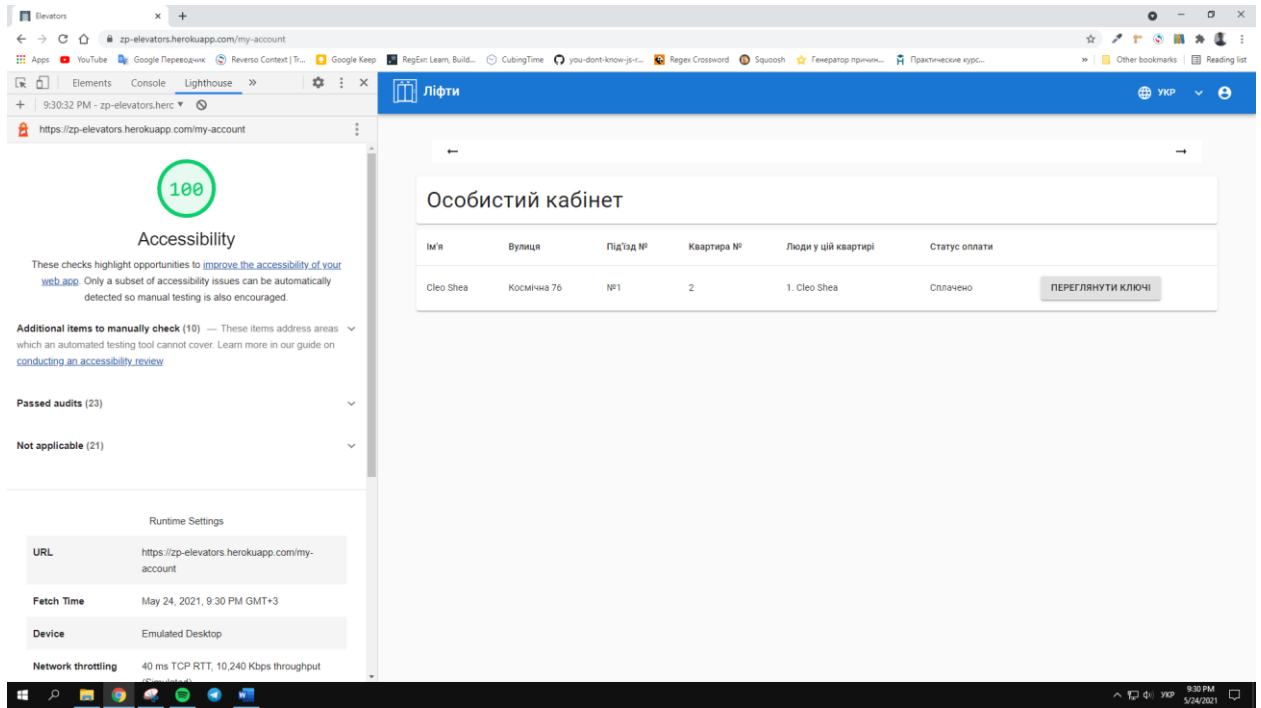 Elevators
zp-elevators.herokuapp.com/my-account
Apps YouTube Google Переводчик Reverso Context | Tr... Google Keep RegExr: Learn, Build... CubingTime you-dont-know-js-r... Regex Crossword Squoosh Генератор причин... Практические курс... » Other bookmarks Reading list
Elements Console Lighthouse »
9:30:32 PM - zp-elevators.herc
https://zp-elevators.herokuapp.com/my-account
100
Accessibility
These checks highlight opportunities to improve the accessibility of your
web app. Only a subset of accessibility issues can be automatically
detected so manual testing is also encouraged.
Additional items to manually check (10) — These items address areas
which an automated testing tool cannot cover. Learn more in our guide on
conducting an accessibility review.
Passed audits (23)
Not applicable (21)
Runtime Settings
URL https://zp-elevators.herokuapp.com/my-
account
Fetch Time May 24, 2021, 9:30 PM GMT+3
Device Emulated Desktop
Network throttling 40 ms TCP RTT, 10,240 Kbps throughput
(Simulated)
Ліфти УКР
← →
Особистий кабінет
Ім'я Вулиця Під'їзд № Квартира № Люди у цій квартирі Статус оплати
Cleo Shea Космічна 76 №1 2 1. Cleo Shea Сплачено ПЕРЕГЛЯНУТИ КЛЮЧІ
УКР 9:30 PM
5/24/2021